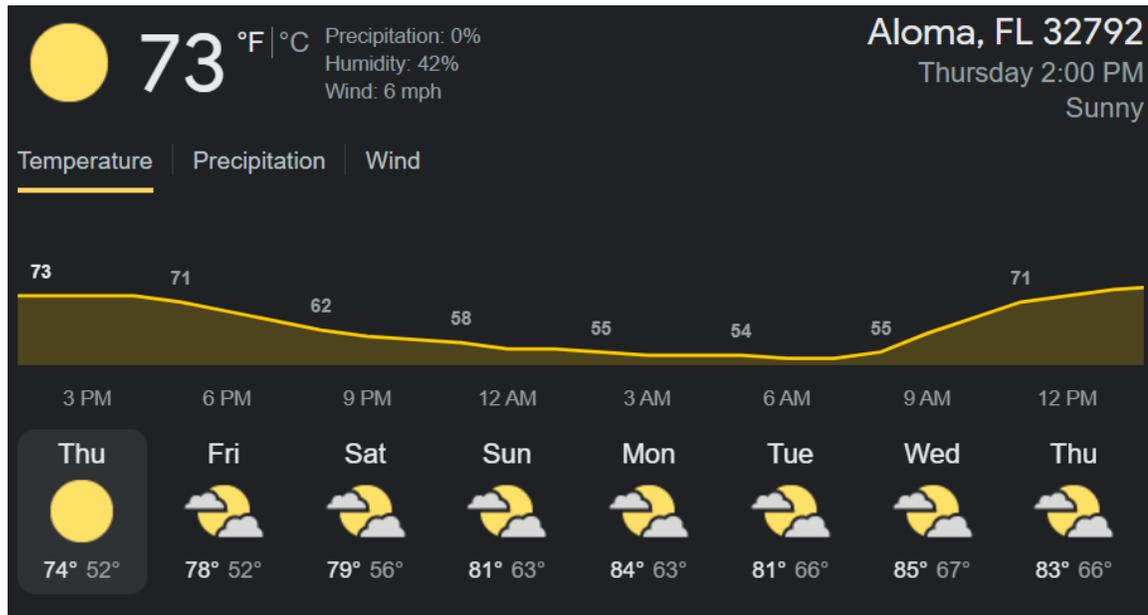 73 °F | °C
Precipitation: 0%
Humidity: 42%
Wind: 6 mph
Aloma, FL 32792
Thursday 2:00 PM
Sunny
Temperature | Precipitation | Wind
73 71 62 58 55 54 55 71
3 PM 6 PM 9 PM 12 AM 3 AM 6 AM 9 AM 12 PM
Thu Fri Sat Sun Mon Tue Wed Thu
74° 52° 78° 52° 79° 56° 81° 63° 84° 63° 81° 66° 85° 67° 83° 66°